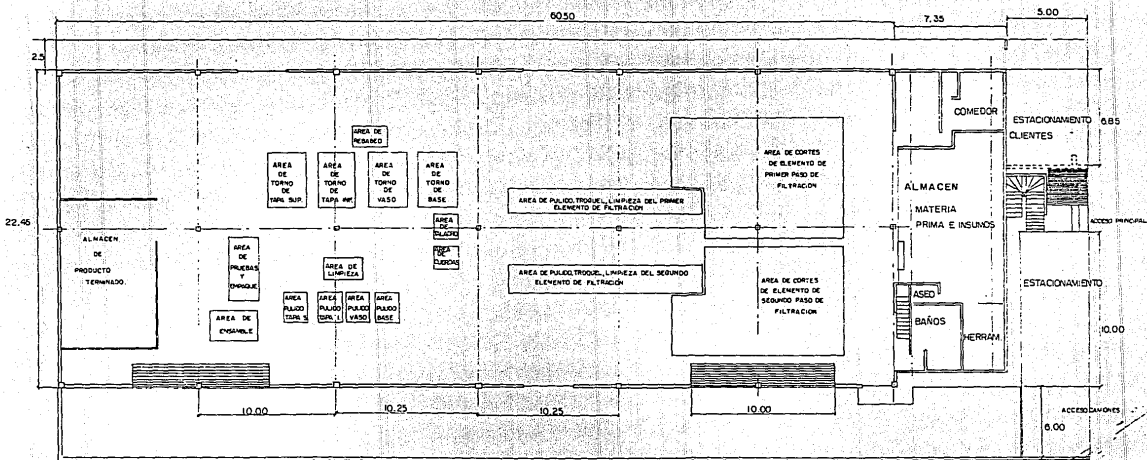 60.50
7.35
5.00
2.5
COMEDOR
ESTACIONAMIENTO
CLIENTES
6.85
AREA DE
REBABEO
AREA
DE
TORNO
DE
TAPA SUP.
AREA
DE
TORNO
DE
TAPA INF.
AREA
DE
TORNO
VASO
AREA
DE
TORNO
DE
BASE
AREA DE CORTES
DE ELEMENTO DE
PRIMER PASO DE
FILTRACION
AREA DE PULIDO, TROQUEL, LIMPIEZA DEL PRIMER
ELEMENTO DE FILTRACION
ALMACEN
MATERIA
PRIMA E INSUMOS
ACCESO PRINCIPAL
22.45
AREA
DE
TALADRO
AREA
DE
CUERDAS
ALMACEN
DE
PRODUCTO
TERMINADO.
AREA
DE
PRUEBAS
Y
EMPAQUE
AREA DE
LIMPIEZA
AREA DE PULIDO, TROQUEL, LIMPIEZA DEL SEGUNDO
ELEMENTO DE FILTRACION
AREA DE CORTES
DE ELEMENTO DE
SEGUNDO PASO DE
FILTRACION
ESTACIONAMIENTO
ASEO
BAÑOS
HERRAM.
10.00
AREA
PULIDO
TAPA S.
AREA
PULIDO
TAPA I.
AREA
PULIDO
VASO
AREA
PULIDO
BASE
AREA DE
ENSAMBLE
10.00
10.25
10.25
10.00
ACCESO CAMIONES
6.00